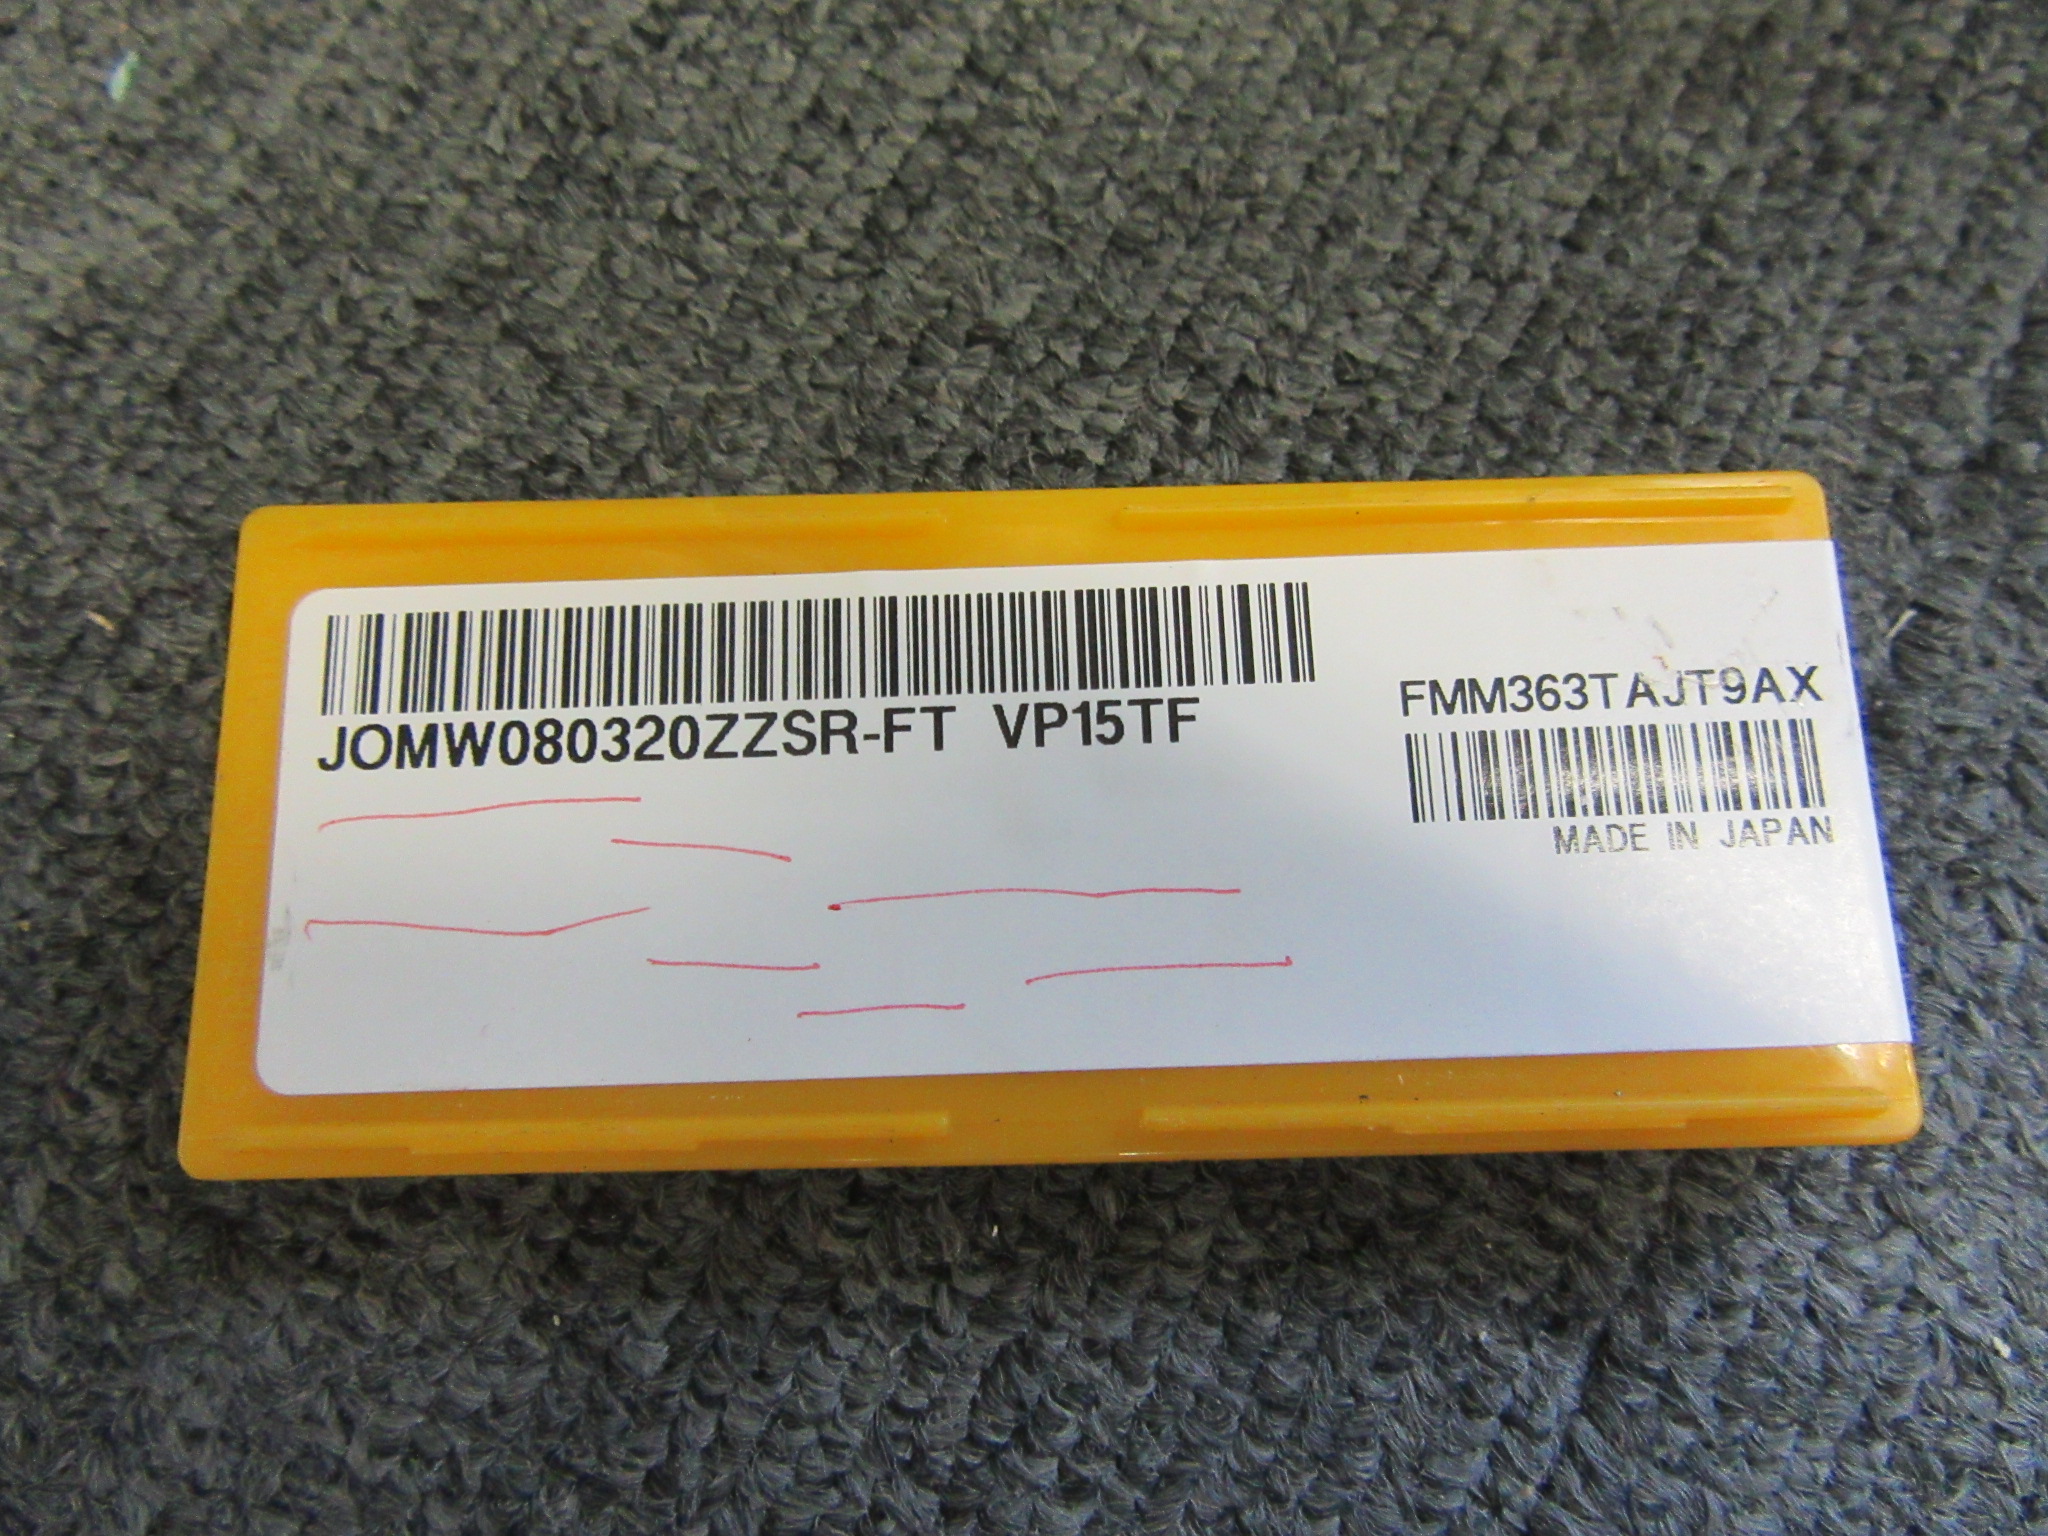 JOMW080320ZZSR-FT VP15TF
FMM363TAJT9AX
MADE IN JAPAN